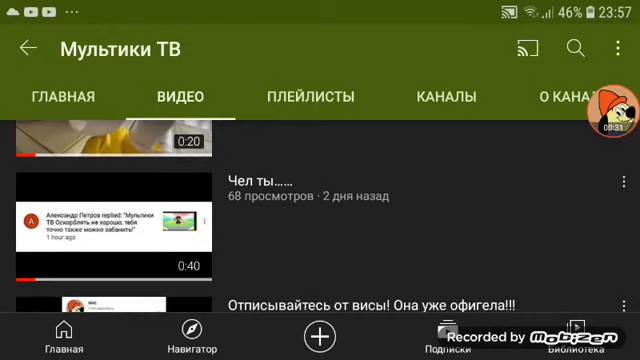 46% 23:57
Мультики ТВ
ГЛАВНАЯ ВИДЕО ПЛЕЙЛИСТЫ КАНАЛЫ О КАНАЛ
00:31
0:20
Чел ты......
68 просмотров · 2 дня назад
Александр Петров replied: "Мультики
ТВ Оскорблять не хорошо, тебя
точно также можно забанить!"
1 hour ago
0:40
Отписывайтесь от висы! Она уже офигела!!!
Recorded by Mobizen
Главная Навигатор Подписки Библиотека